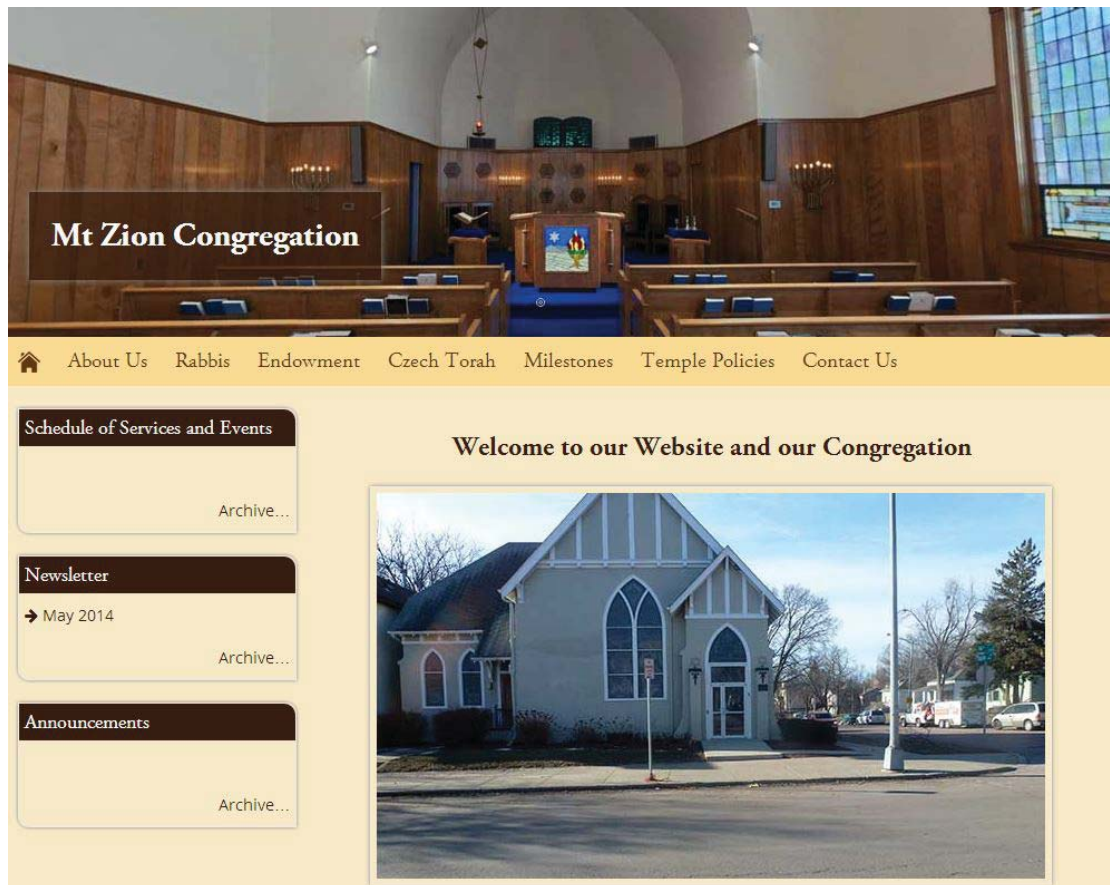 Mt Zion Congregation
About Us Rabbis Endowment Czech Torah Milestones Temple Policies Contact Us
Schedule of Services and Events
Archive...
Newsletter
May 2014
Archive...
Announcements
Archive...
Welcome to our Website and our Congregation